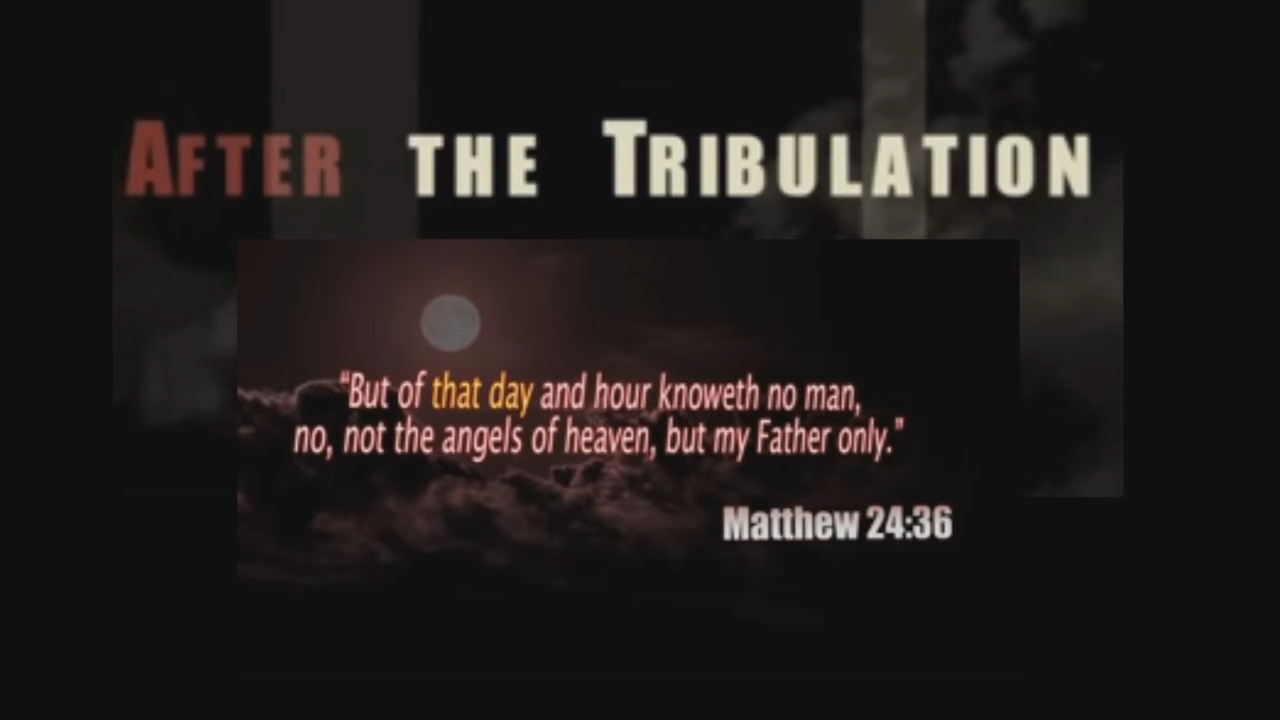 AFTER THE TRIBULATION
"But of that day and hour knoweth no man,
no, not the angels of heaven, but my Father only."
Matthew 24:36